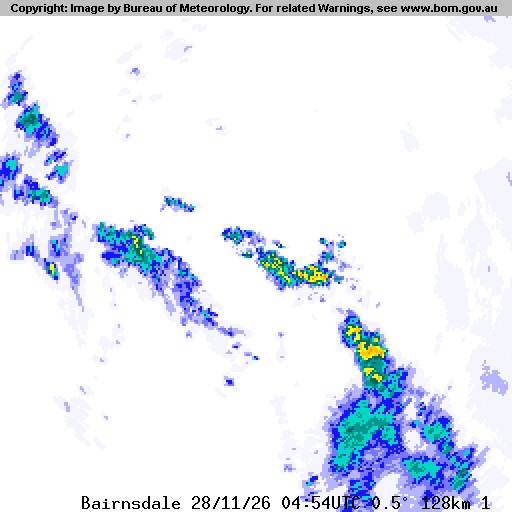 Copyright: Image by Bureau of Meteorology. For related Warnings, see www.bom.gov.au
Bairnsdale 28/11/26 04:54UTC 0.5° 128km 1